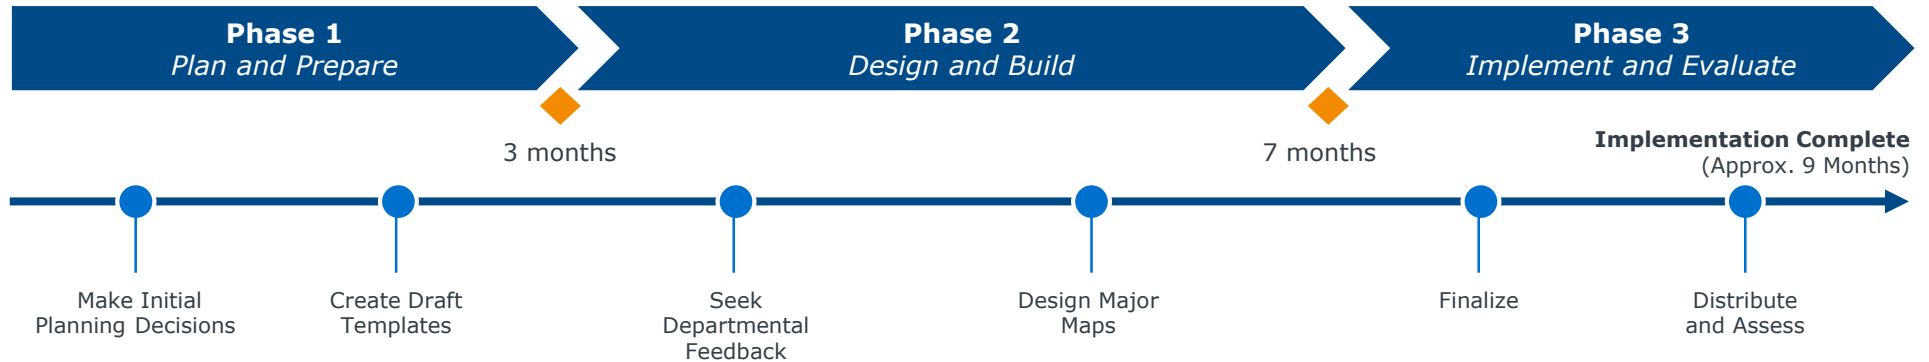 Phase 1
Plan and Prepare
Phase 2
Design and Build
Phase 3
Implement and Evaluate
3 months
7 months
Implementation Complete
(Approx. 9 Months)
Make Initial
Planning Decisions
Create Draft
Templates
Seek
Departmental
Feedback
Design Major
Maps
Finalize
Distribute
and Assess